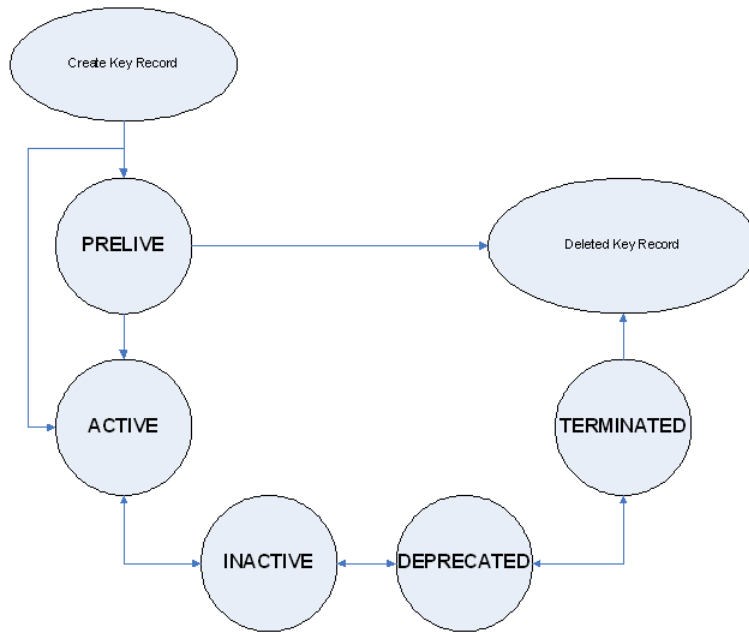 Create Key Record
PRELIVE
Deleted Key Record
ACTIVE
TERMINATED
INACTIVE
DEPRECATED